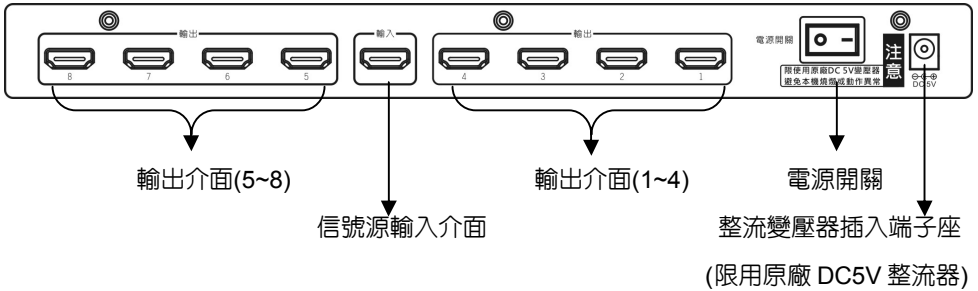 輸出
輸入
輸出
電源開關
8 7 6 5
4 3 2 1
限使用原廠DC 5V變壓器
避免本機燒燬或動作異常
注意
DC 5V
輸出介面(5~8)
輸出介面(1~4)
電源開關
信號源輸入介面
整流變壓器插入端子座
(限用原廠 DC5V 整流器)